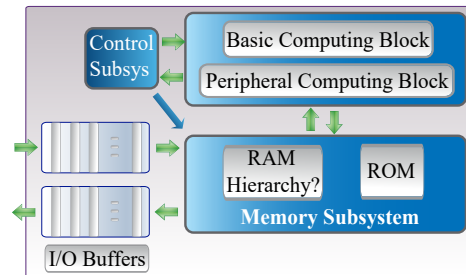 Control
Subsys
Basic Computing Block
Peripheral Computing Block
RAM
Hierarchy?
ROM
Memory Subsystem
I/O Buffers